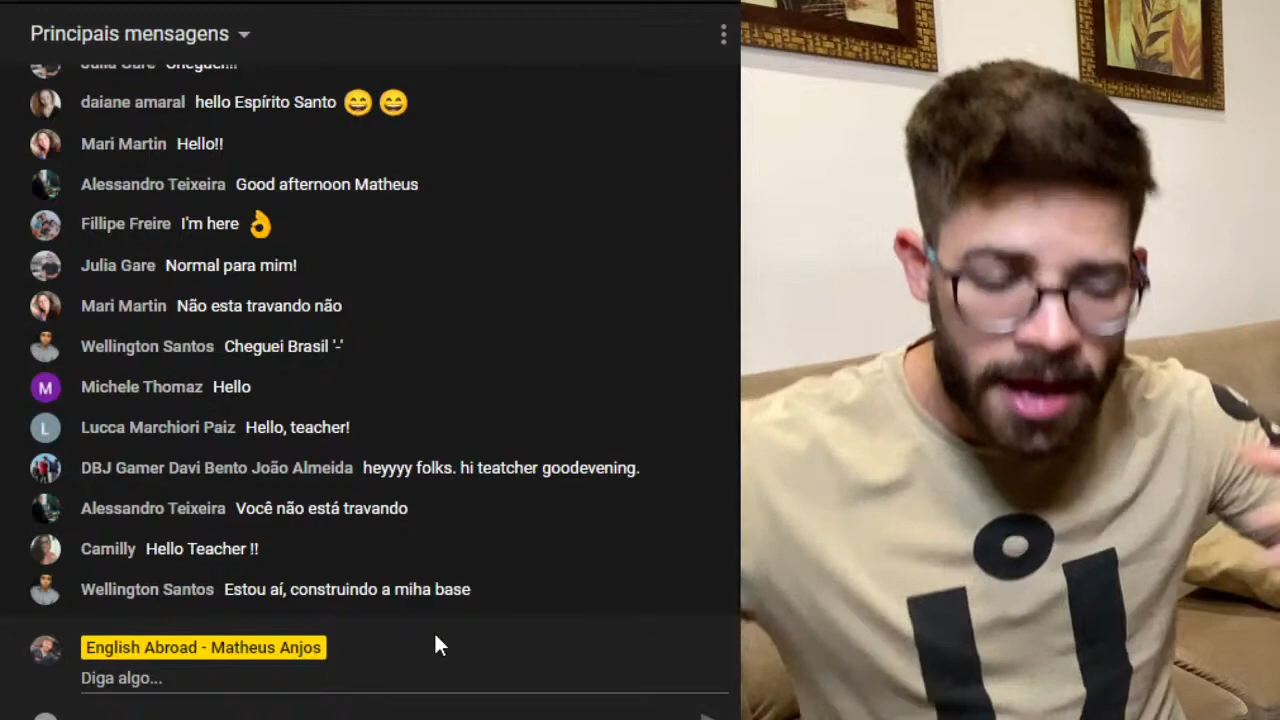 Principais mensagens
Julia Gare Cheguei!!!
daiane amaral hello Espírito Santo 😄 😄
Mari Martin Hello!!
Alessandro Teixeira Good afternoon Matheus
Fillipe Freire I'm here 👌
Julia Gare Normal para mim!
Mari Martin Não esta travando não
Wellington Santos Cheguei Brasil '-'
M Michele Thomaz Hello
L Lucca Marchiori Paiz Hello, teacher!
DBJ Gamer Davi Bento João Almeida heyyyy folks. hi teatcher goodevening.
Alessandro Teixeira Você não está travando
Camilly Hello Teacher !!
Wellington Santos Estou aí, construindo a miha base
English Abroad - Matheus Anjos
Diga algo...